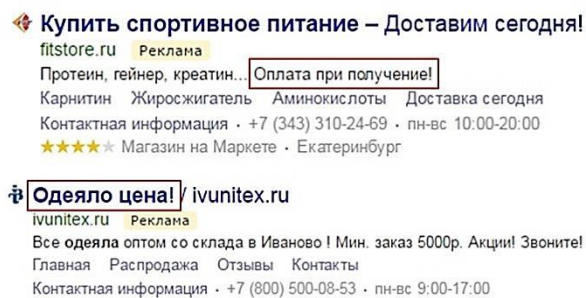 Купить спортивное питание – Доставим сегодня!
fitstore.ru Реклама
Протеин, гейнер, креатин... Оплата при получение!
Карнитин Жиросжигатель Аминокислоты Доставка сегодня
Контактная информация · +7 (343) 310-24-69 · пн-вс 10:00-20:00
Магазин на Маркете · Екатеринбург
Одеяло цена! / ivunitex.ru
ivunitex.ru Реклама
Все одеяла оптом со склада в Иваново ! Мин. заказ 5000р. Акции! Звоните!
Главная Распродажа Отзывы Контакты
Контактная информация · +7 (800) 500-08-53 · пн-вс 9:00-17:00